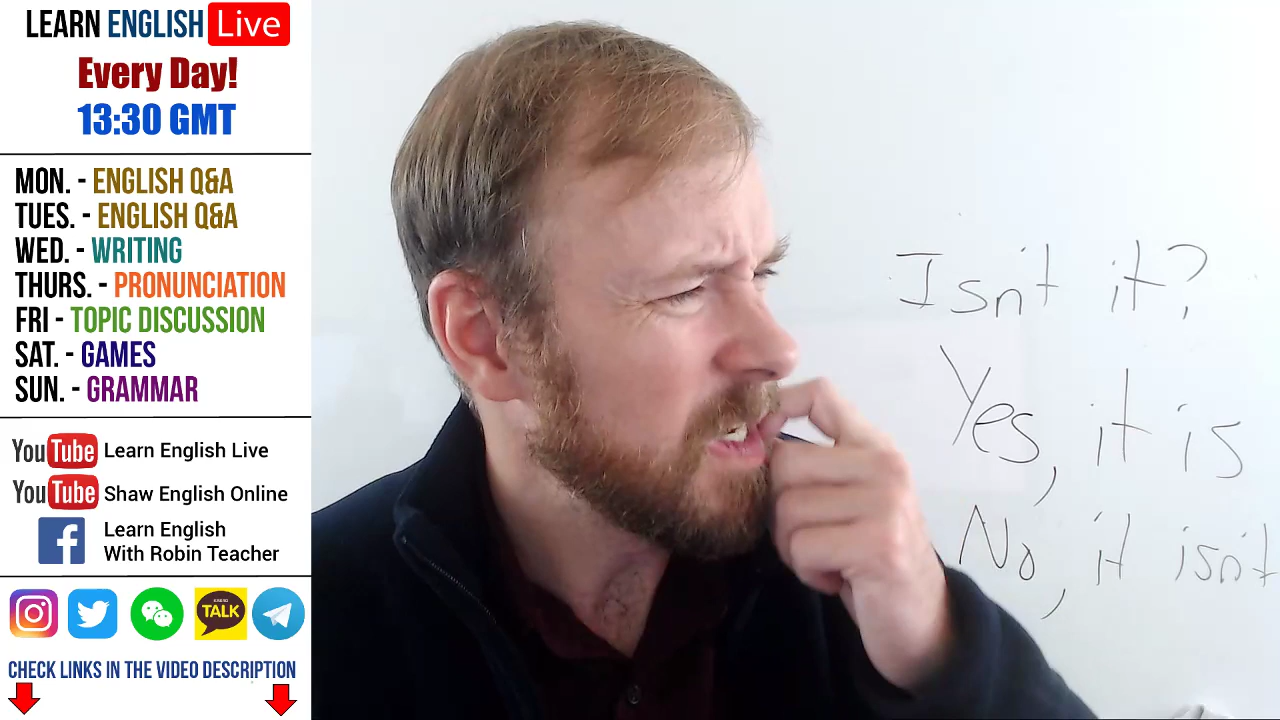 LEARN ENGLISH Live
Every Day!
13:30 GMT
MON. - ENGLISH Q&A
TUES. - ENGLISH Q&A
WED. - WRITING
THURS. - PRONUNCIATION
FRI - TOPIC DISCUSSION
SAT. - GAMES
SUN. - GRAMMAR
YouTube Learn English Live
YouTube Shaw English Online
f Learn English
With Robin Teacher
TALK
CHECK LINKS IN THE VIDEO DESCRIPTION
Isn't it?
Yes, it is
No, it isn't